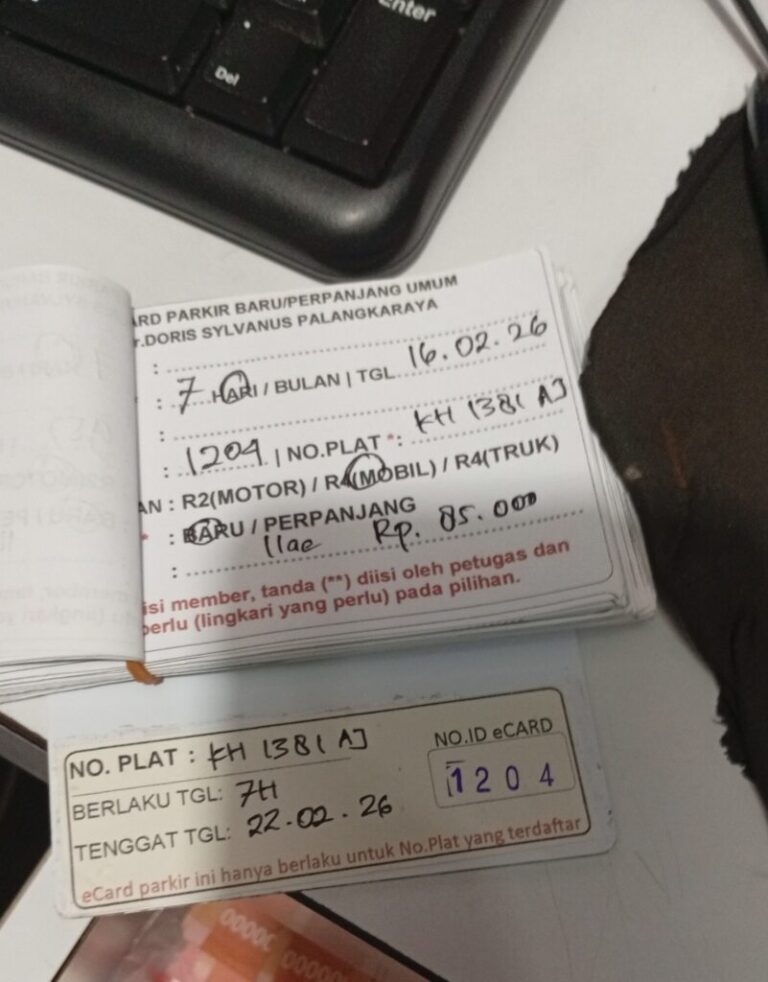 Enter
Del
ARD PARKIR BARU/PERPANJANG UMUM
r.DORIS SYLVANUS PALANGKARAYA
:
: 7 HARI / BULAN | TGL 16.02.26
:
: 1204 | NO.PLAT *: KH 1381 AJ
AN : R2(MOTOR) / R4(MOBIL) / R4(TRUK)
* : BARU / PERPANJANG
: Rp. 85.000
isi member, tanda (**) diisi oleh petugas dan
perlu (lingkari yang perlu) pada pilihan.
NO. PLAT : KH 1381 AJ
NO.ID eCARD
1204
BERLAKU TGL: 7H
TENGGAT TGL: 22.02.26
eCard parkir ini hanya berlaku untuk No.Plat yang terdaftar